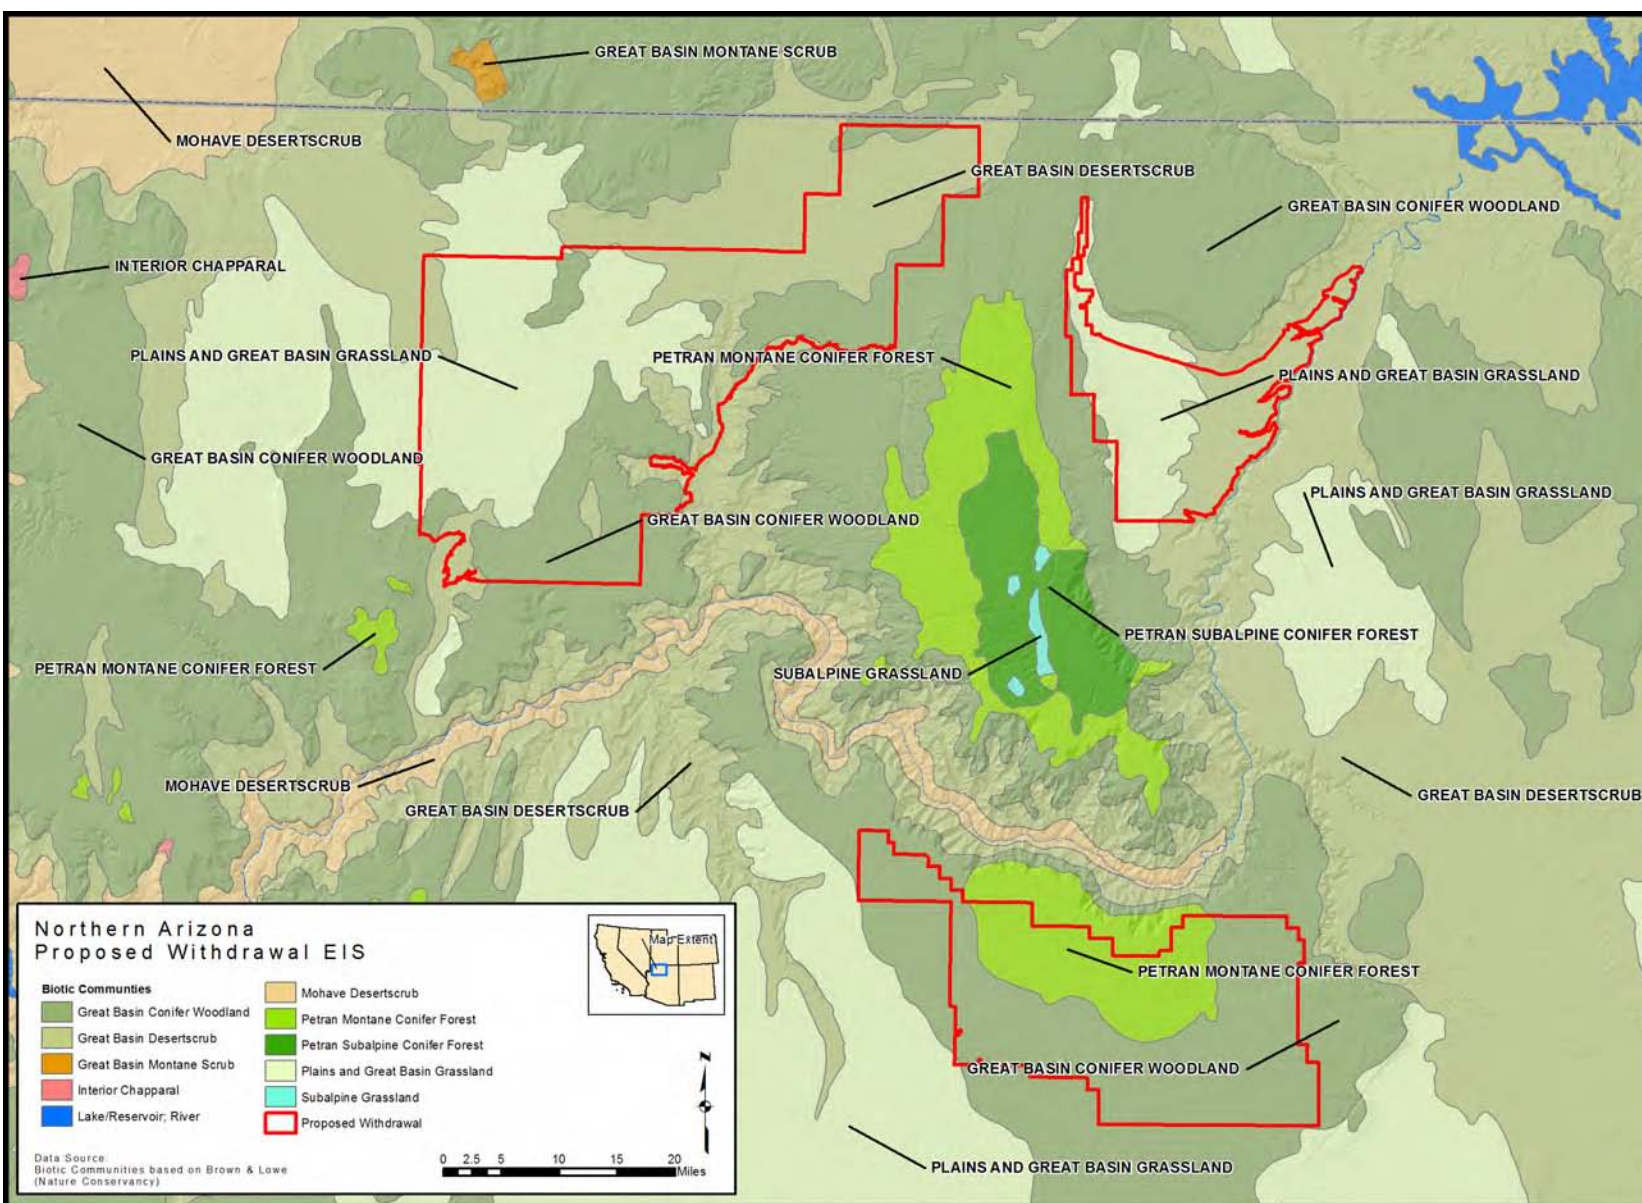 GREAT BASIN MONTANE SCRUB
MOHAVE DESERTSCRUB
GREAT BASIN DESERTSCRUB
GREAT BASIN CONIFER WOODLAND
INTERIOR CHAPPARAL
PLAINS AND GREAT BASIN GRASSLAND
PETRAN MONTANE CONIFER FOREST
PLAINS AND GREAT BASIN GRASSLAND
GREAT BASIN CONIFER WOODLAND
PLAINS AND GREAT BASIN GRASSLAND
GREAT BASIN CONIFER WOODLAND
PETRAN SUBALPINE CONIFER FOREST
PETRAN MONTANE CONIFER FOREST
SUBALPINE GRASSLAND
MOHAVE DESERTSCRUB
GREAT BASIN DESERTSCRUB
GREAT BASIN DESERTSCRUB
PETRAN MONTANE CONIFER FOREST
GREAT BASIN CONIFER WOODLAND
PLAINS AND GREAT BASIN GRASSLAND
Northern Arizona
Proposed Withdrawal EIS
Map Extent
Biotic Communities
Great Basin Conifer Woodland
Great Basin Desertscrub
Great Basin Montane Scrub
Interior Chapparal
Lake/Reservoir; River
Mohave Desertscrub
Petran Montane Conifer Forest
Petran Subalpine Conifer Forest
Plains and Great Basin Grassland
Subalpine Grassland
Proposed Withdrawal
N
Data Source:
Biotic Communities based on Brown & Lowe
(Nature Conservancy)
0 2.5 5 10 15 20
Miles